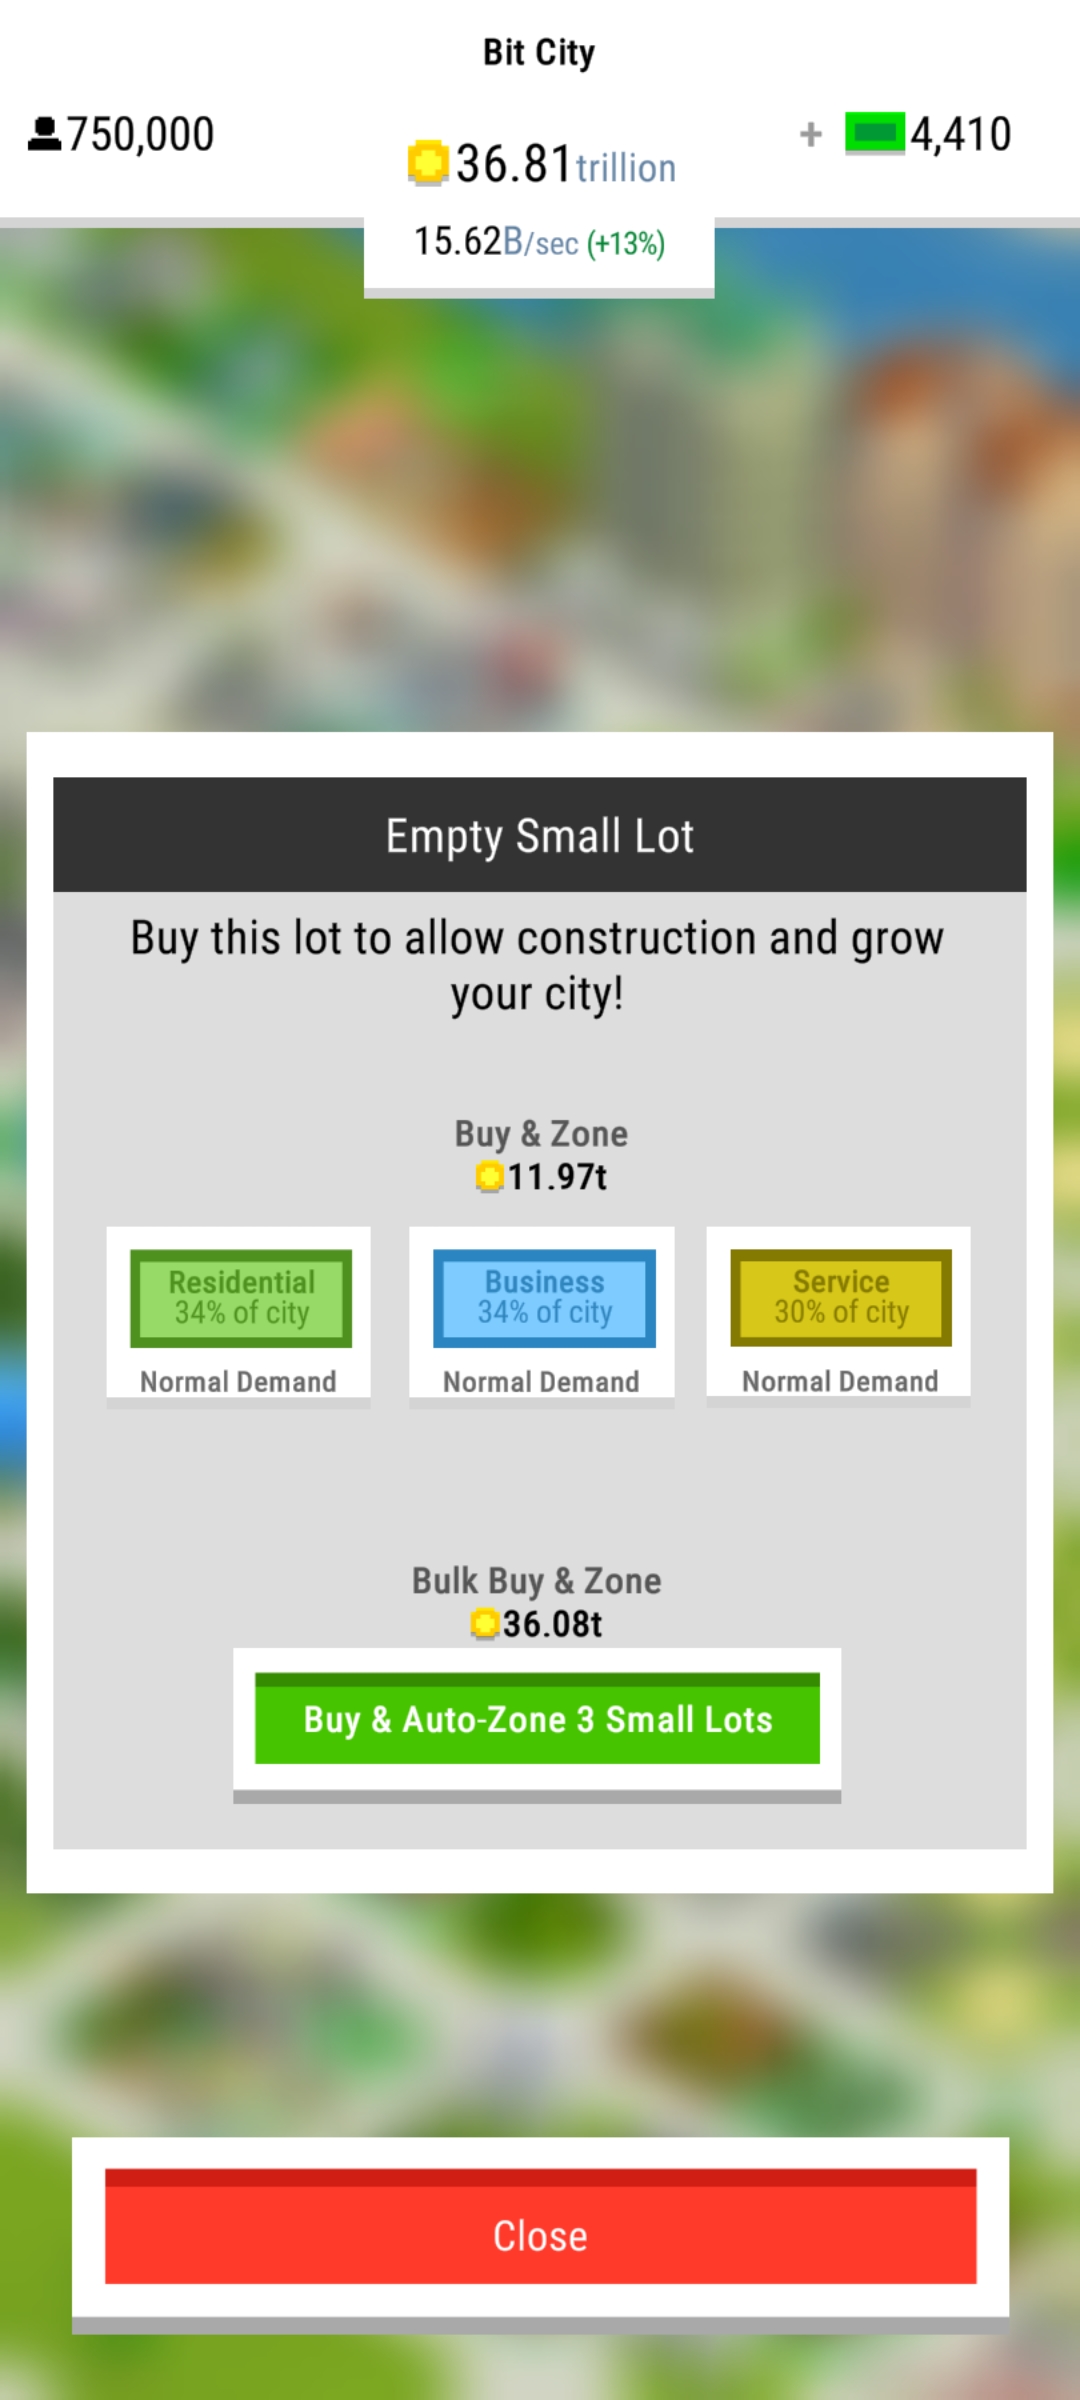 Bit City
750,000
36.81trillion
+ 4,410
15.62B/sec (+13%)
Empty Small Lot
Buy this lot to allow construction and grow
your city!
Buy & Zone
11.97t
Residential
34% of city
Normal Demand
Business
34% of city
Normal Demand
Service
30% of city
Normal Demand
Bulk Buy & Zone
36.08t
Buy & Auto-Zone 3 Small Lots
Close